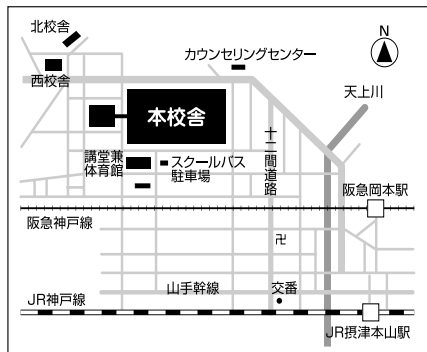 北校舎
カウンセリングセンター
N
西校舎
天上川
本校舎
十二間道路
講堂兼
体育館
スクールバス
駐車場
阪急岡本駅
阪急神戸線
卍
山手幹線
交番
JR神戸線
JR摂津本山駅